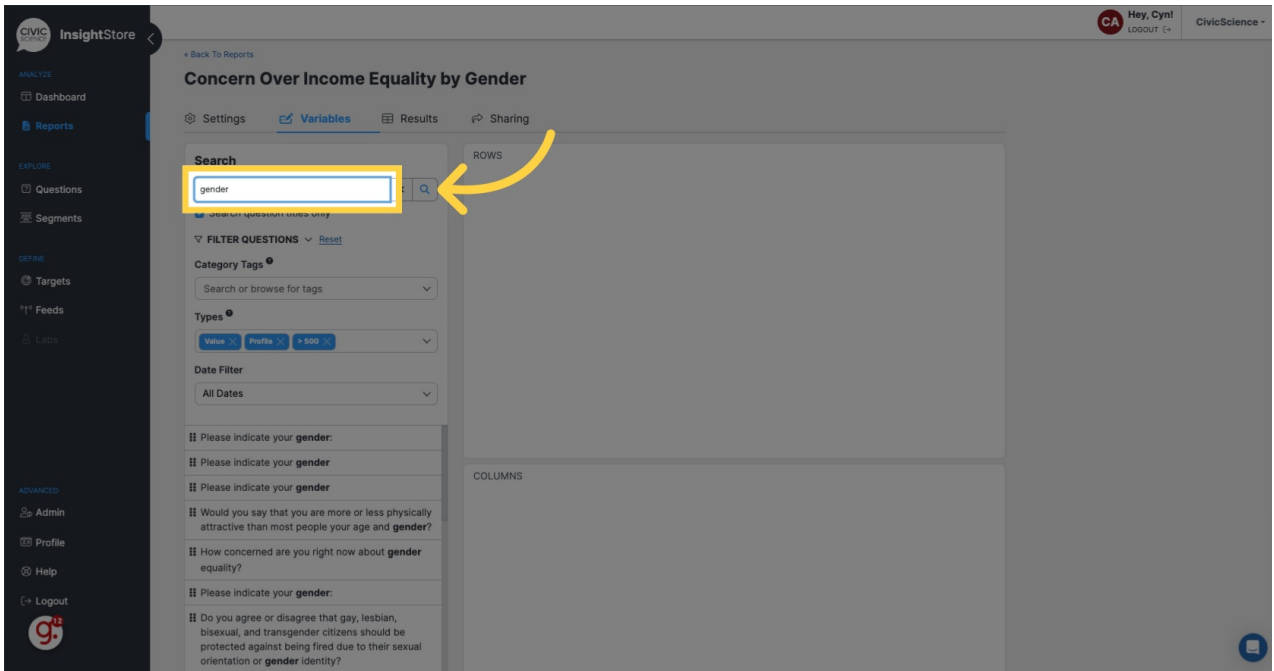 CIVIC
SCIENCE
InsightStore
Hey, Cyn!
CA
LOGOUT
CivicScience
ANALYZE
Dashboard
Reports
EXPLORE
Questions
Segments
DEFINE
Targets
Feeds
Labs
ADVANCED
Admin
Profile
Help
Logout
g.
12
< Back To Reports
Concern Over Income Equality by Gender
Settings
Variables
Results
Sharing
Search
gender
Search question titles only
FILTER QUESTIONS
Reset
Category Tags
Search or browse for tags
Types
Value
Profile
> 500
Date Filter
All Dates
Please indicate your gender:
Please indicate your gender
Please indicate your gender
Would you say that you are more or less physically
attractive than most people your age and gender?
How concerned are you right now about gender
equality?
Please indicate your gender:
Do you agree or disagree that gay, lesbian,
bisexual, and transgender citizens should be
protected against being fired due to their sexual
orientation or gender identity?
ROWS
COLUMNS